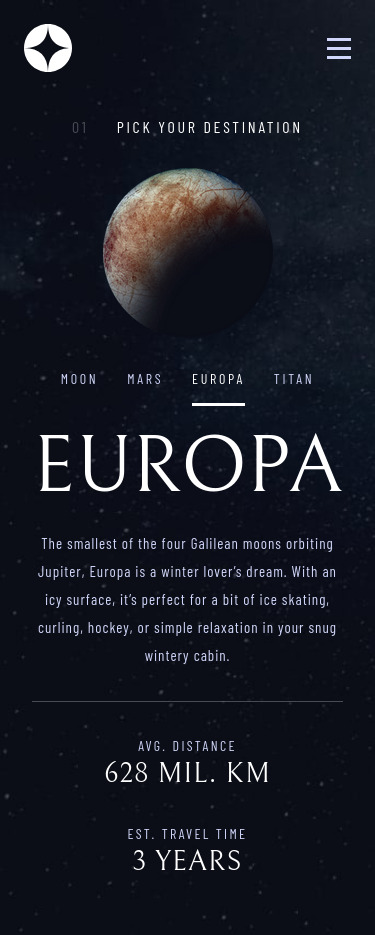 01 PICK YOUR DESTINATION
MOON MARS EUROPA TITAN
EUROPA
The smallest of the four Galilean moons orbiting
Jupiter, Europa is a winter lover’s dream. With an
icy surface, it’s perfect for a bit of ice skating,
curling, hockey, or simple relaxation in your snug
wintery cabin.
AVG. DISTANCE
628 MIL. KM
EST. TRAVEL TIME
3 YEARS